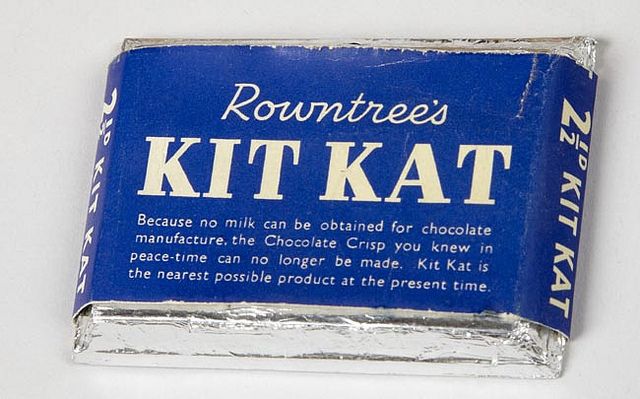 Rowntree's
KIT KAT
Because no milk can be obtained for chocolate
manufacture, the Chocolate Crisp you knew in
peace-time can no longer be made. Kit Kat is
the nearest possible product at the present time.
2½D KIT KAT
2½D KIT KAT